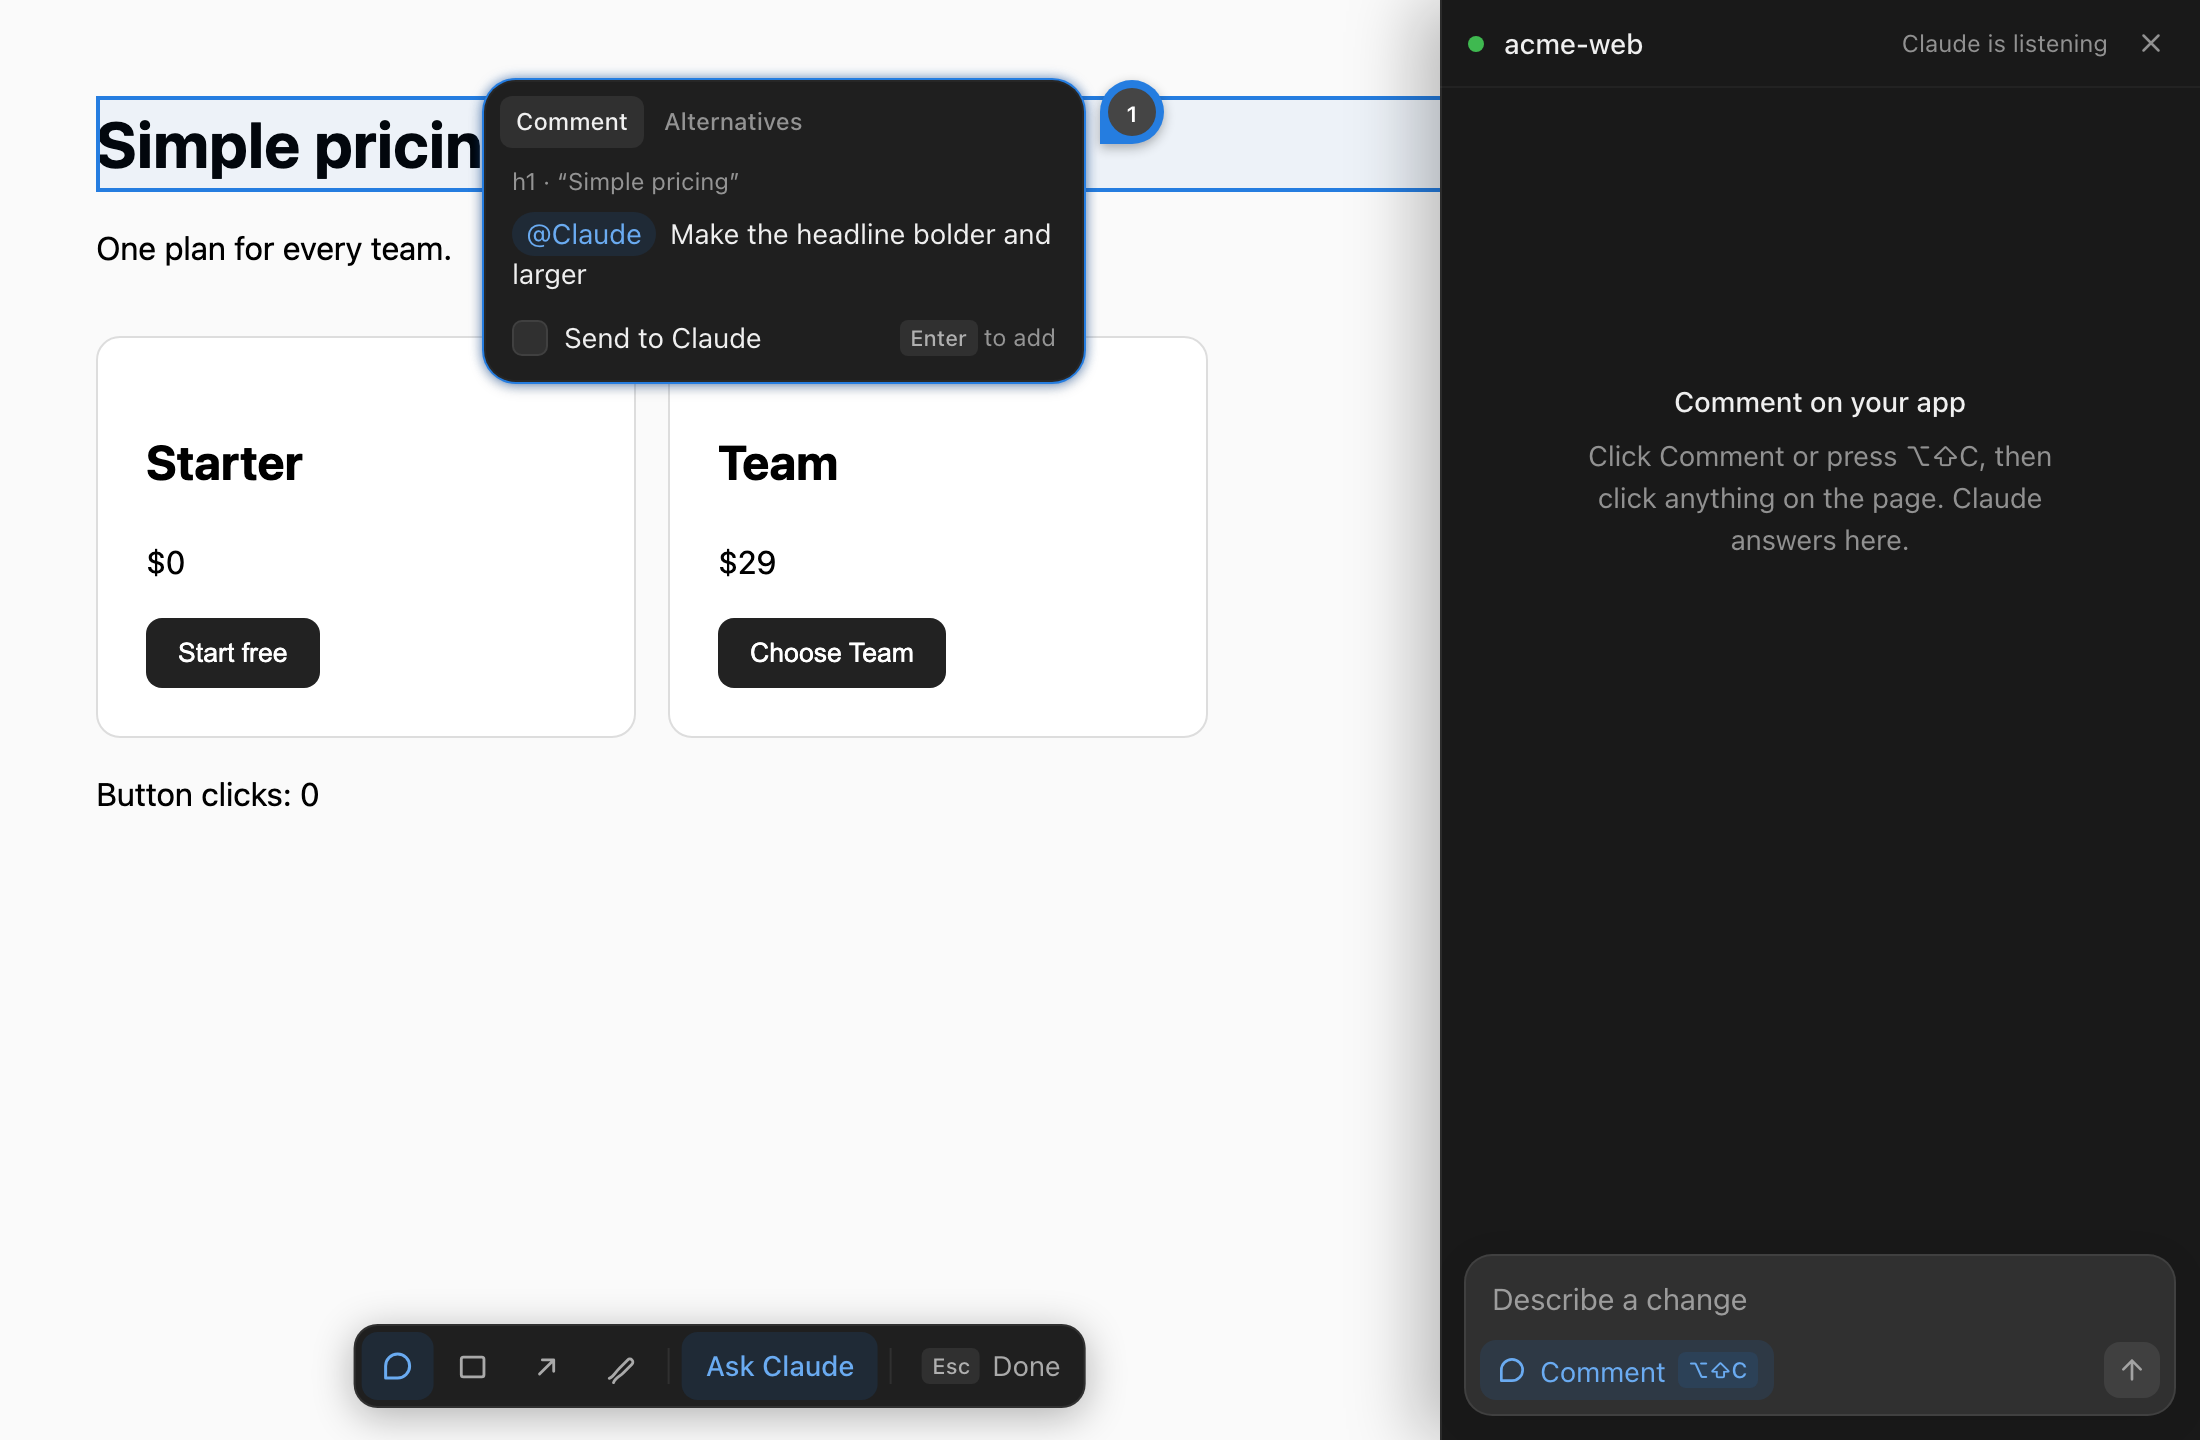 Simple pricin
One plan for every team.
Comment Alternatives
h1 · “Simple pricing”
@Claude Make the headline bolder and
larger
Send to Claude Enter to add
1
Starter
$0
Start free
Team
$29
Choose Team
Button clicks: 0
Ask Claude Esc Done
acme-web Claude is listening
Comment on your app
Click Comment or press ⌥⇧C, then
click anything on the page. Claude
answers here.
Describe a change
Comment ⌥⇧C